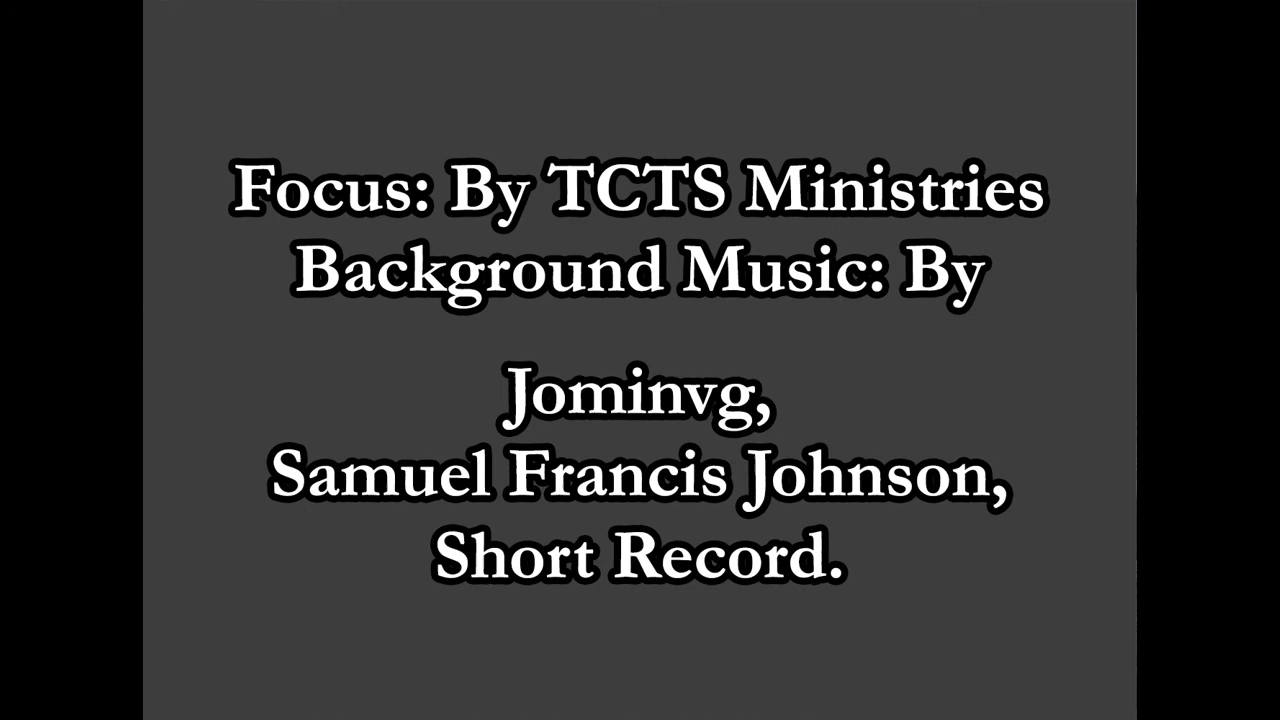 Focus: By TCTS Ministries
Background Music: By
Jominvg,
Samuel Francis Johnson,
Short Record.